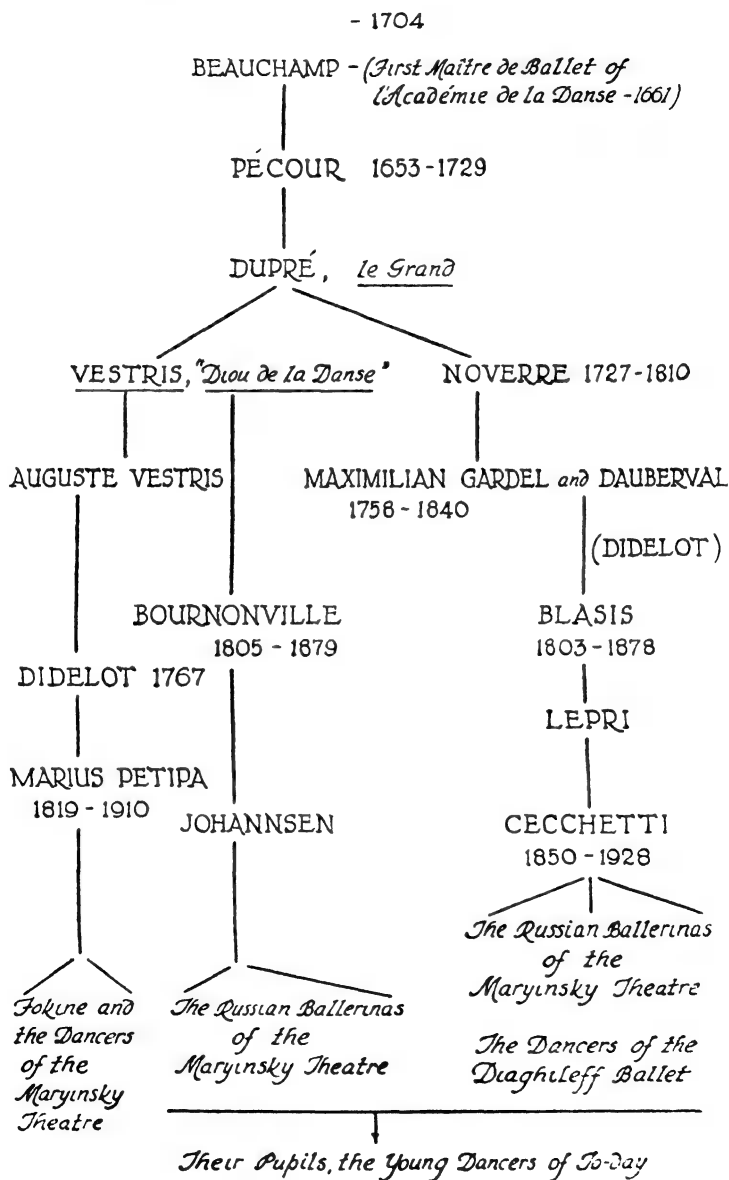 - 1704
BEAUCHAMP - (First Maître de Ballet of
l'Académie de la Danse - 1661)
PÉCOUR 1653 - 1729
DUPRÉ, le Grand
VESTRIS, "Diou de la Danse"
NOVERRE 1727 - 1810
AUGUSTE VESTRIS
MAXIMILIAN GARDEL and DAUBERVAL
1758 - 1840
(DIDELOT)
BOURNONVILLE
1805 - 1879
BLASIS
1803 - 1878
DIDELOT 1767
LEPRI
MARIUS PETIPA
1819 - 1910
JOHANNSEN
CECCHETTI
1850 - 1928
Fokine and
the Dancers
of the
Maryinsky
Theatre
The Russian Ballerinas
of the
Maryinsky Theatre
The Russian Ballerinas
of the
Maryinsky Theatre
The Dancers of the
Diaghileff Ballet
Their Pupils, the Young Dancers of To-day